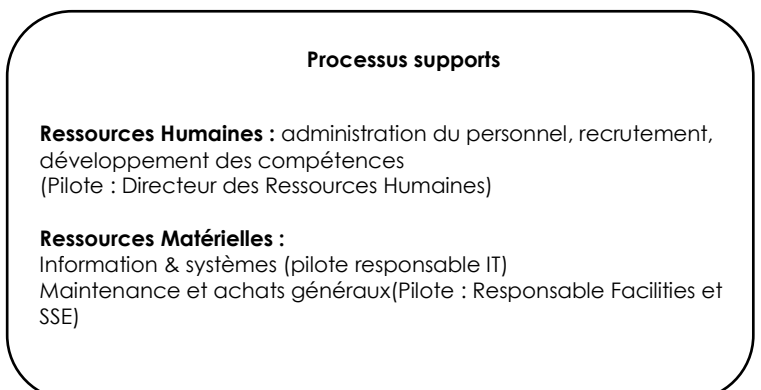 Processus supports
Ressources Humaines : administration du personnel, recrutement,
développement des compétences
(Pilote : Directeur des Ressources Humaines)
Ressources Matérielles :
Information & systèmes (pilote responsable IT)
Maintenance et achats généraux(Pilote : Responsable Facilities et
SSE)